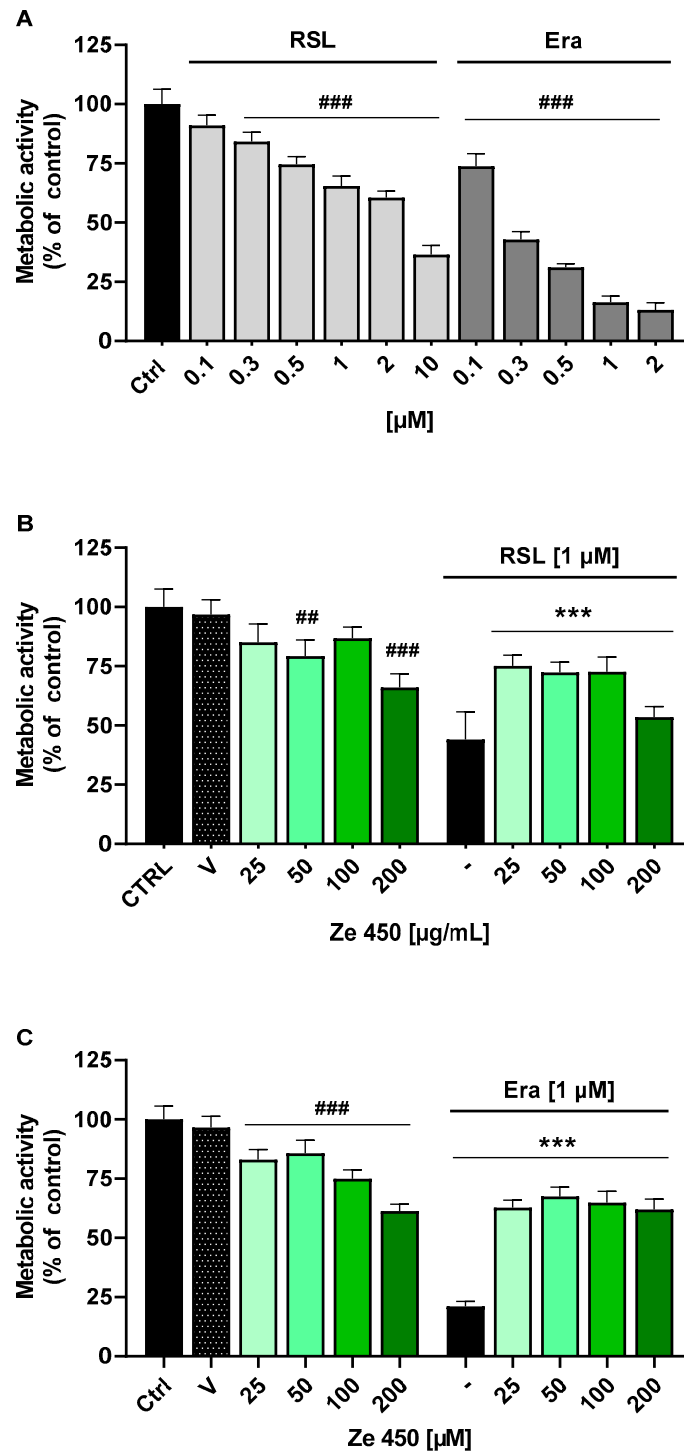 A
RSL Era
### ###
Metabolic activity
(% of control)
125
100
75
50
25
0
Ctrl 0.1 0.3 0.5 1 2 10 0.1 0.3 0.5 1 2
[µM]
B
RSL [1 µM]
## ### ***
Metabolic activity
(% of control)
125
100
75
50
25
0
CTRL V 25 50 100 200 - 25 50 100 200
Ze 450 [µg/mL]
C
Era [1 µM]
### ***
Metabolic activity
(% of control)
125
100
75
50
25
0
Ctrl V 25 50 100 200 - 25 50 100 200
Ze 450 [µM]